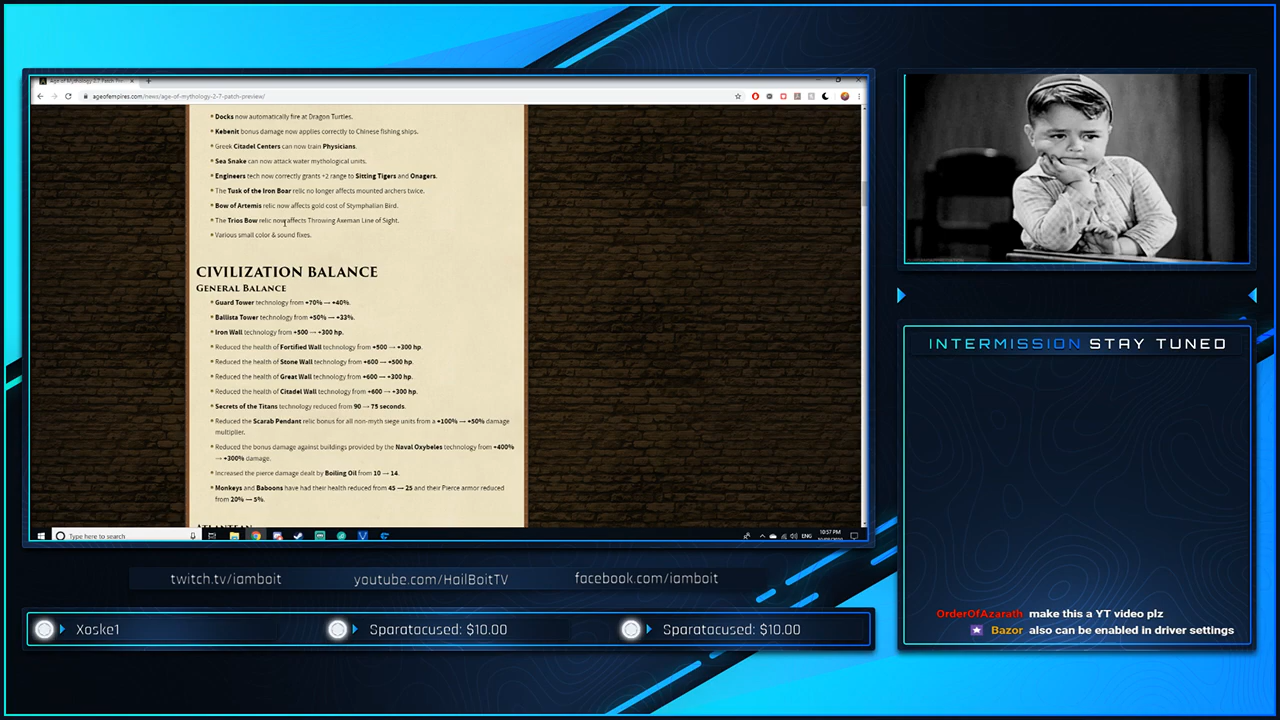 Age of Mythology 2.7 Patch Pre
ageofempires.com/news/age-of-mythology-2-7-patch-preview/
Docks now automatically fire at Dragon Turtles.
Kebenit bonus damage now applies correctly to Chinese fishing ships.
Greek Citadel Centers can now train Physicians.
Sea Snake can now attack water mythological units.
Engineers tech now correctly grants +2 range to Sitting Tigers and Onagers.
The Tusk of the Iron Boar relic no longer affects mounted archers twice.
Bow of Artemis relic now affects gold cost of Stymphalian Bird.
The Trios Bow relic now affects Throwing Axeman Line of Sight.
Various small color & sound fixes.
CIVILIZATION BALANCE
GENERAL BALANCE
Guard Tower technology from +70% → +40%.
Ballista Tower technology from +50% → +33%.
Iron Wall technology from +500 → +300 hp.
Reduced the health of Fortified Wall technology from +500 → +300 hp.
Reduced the health of Stone Wall technology from +600 → +500 hp.
Reduced the health of Great Wall technology from +600 → +300 hp.
Reduced the health of Citadel Wall technology from +600 → +300 hp.
Secrets of the Titans technology reduced from 90 → 75 seconds.
Reduced the Scarab Pendant relic bonus for all non-myth siege units from a +100% → +50% damage
multiplier.
Reduced the bonus damage against buildings provided by the Naval Oxybeles technology from +400%
→ +300% damage.
Increased the pierce damage dealt by Boiling Oil from 10 → 14.
Monkeys and Baboons have had their health reduced from 45 → 25 and their Pierce armor reduced
from 20% → 5%.
ATLANTEAN
Type here to search
ENG
10:57 PM
INTERMISSION STAY TUNED
OrderOfAzarath make this a YT video plz
Bazor also can be enabled in driver settings
twitch.tv/iamboit youtube.com/HailBoitTV facebook.com/iamboit
Xaske1 Sparatacused: $10.00 Sparatacused: $10.00